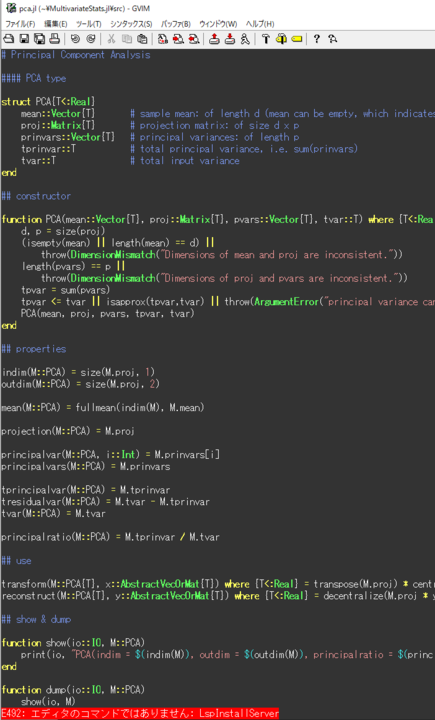 pca.jl (~¥MultivariateStats.jl¥src) - GVIM
ファイル(F) 編集(E) ツール(T) シンタックス(S) バッファ(B) ウィンドウ(W) ヘルプ(H)
# Principal Component Analysis
#### PCA type
struct PCA[T<:Real]
    mean::Vector[T]       # sample mean: of length d (mean can be empty, which indicates
    proj::Matrix[T]       # projection matrix: of size d x p
    prinvars::Vector[T]   # principal variances: of length p
    tprinvar::T           # total principal variance, i.e. sum(prinvars)
    tvar::T               # total input variance
end
## constructor
function PCA(mean::Vector[T], proj::Matrix[T], pvars::Vector[T], tvar::T) where [T<:Rea
    d, p = size(proj)
    (isempty(mean) || length(mean) == d) ||
        throw(DimensionMismatch("Dimensions of mean and proj are inconsistent."))
    length(pvars) == p ||
        throw(DimensionMismatch("Dimensions of proj and pvars are inconsistent."))
    tpvar = sum(pvars)
    tpvar <= tvar || isapprox(tpvar,tvar) || throw(ArgumentError("principal variance can
    PCA(mean, proj, pvars, tpvar, tvar)
end
## properties
indim(M::PCA) = size(M.proj, 1)
outdim(M::PCA) = size(M.proj, 2)
mean(M::PCA) = fullmean(indim(M), M.mean)
projection(M::PCA) = M.proj
principalvar(M::PCA, i::Int) = M.prinvars[i]
principalvars(M::PCA) = M.prinvars
tprincipalvar(M::PCA) = M.tprinvar
tresidualvar(M::PCA) = M.tvar - M.tprinvar
tvar(M::PCA) = M.tvar
principalratio(M::PCA) = M.tprinvar / M.tvar
## use
transform(M::PCA[T], x::AbstractVecOrMat[T]) where [T<:Real] = transpose(M.proj) * cent
reconstruct(M::PCA[T], y::AbstractVecOrMat[T]) where [T<:Real] = decentralize(M.proj * y
## show & dump
function show(io::IO, M::PCA)
    print(io, "PCA(indim = $(indim(M)), outdim = $(outdim(M)), principalratio = $(princ
end
function dump(io::IO, M::PCA)
    show(io, M)
E492: エディタのコマンドではありません: LspInstallServer